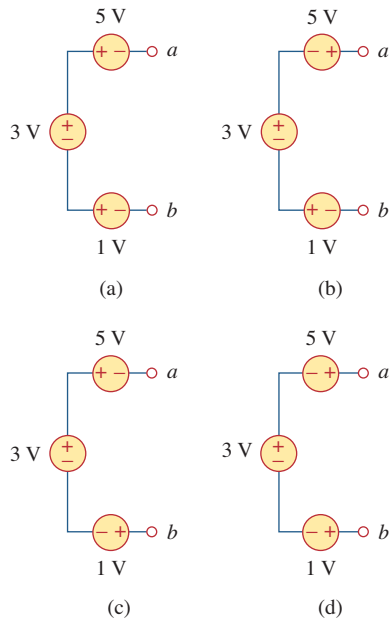 5 V 5 V
+ − a − + a
3 V + − 3 V + −
+ − b + − b
1 V 1 V
(a) (b)
5 V 5 V
+ − a − + a
3 V + − 3 V + −
− + b − + b
1 V 1 V
(c) (d)